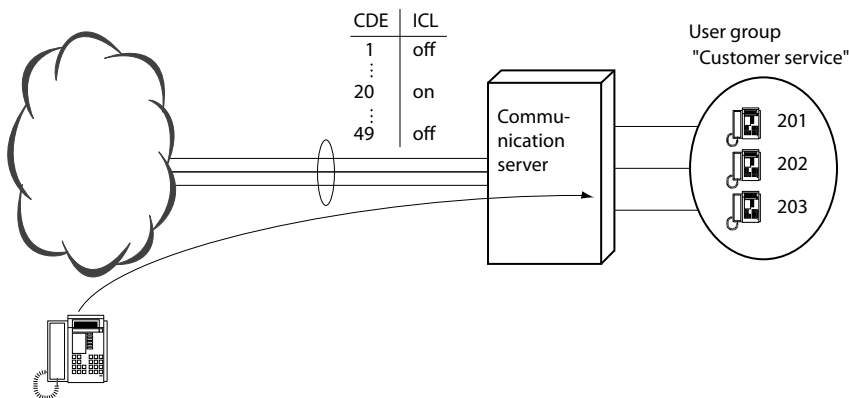 CDE ICL
1 off
⋮
20 on
⋮
49 off
Commu-
nication
server
User group
"Customer service"
201
202
203